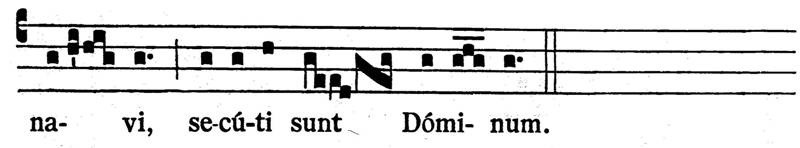 na- vi, se-cú-ti sunt Dómi- num.